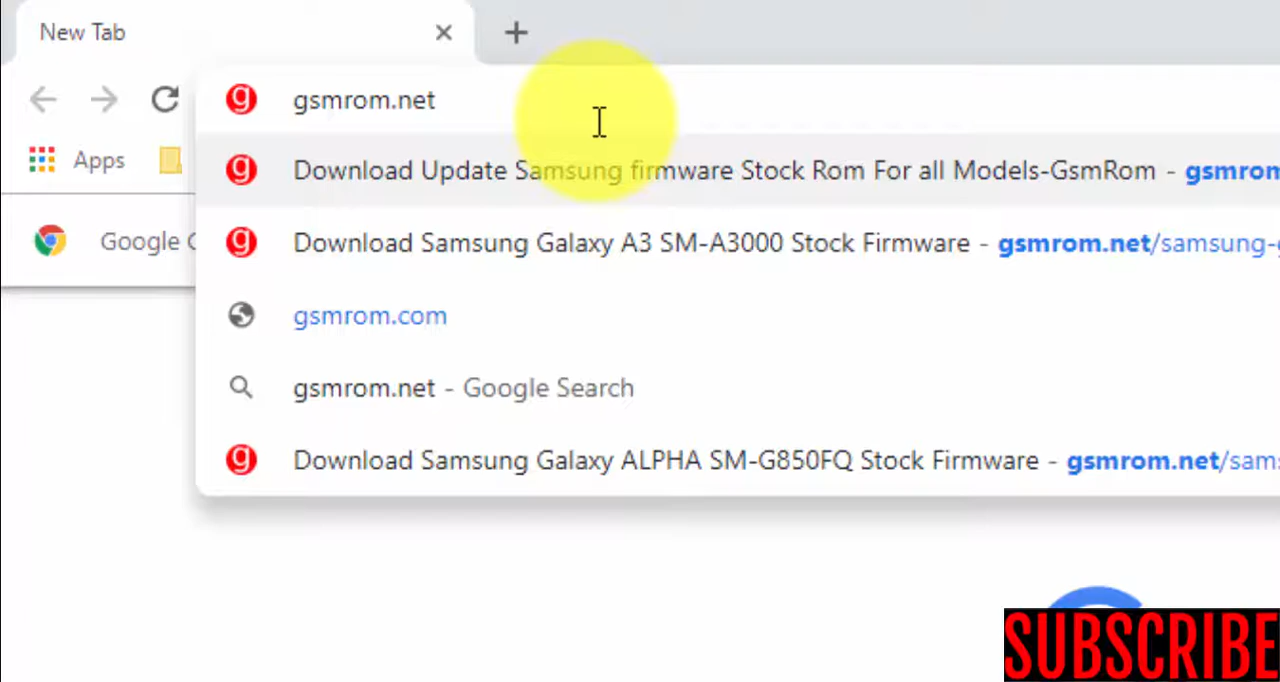 New Tab
gsmrom.net
Apps
Download Update Samsung firmware Stock Rom For all Models-GsmRom - gsmrom
Google
Download Samsung Galaxy A3 SM-A3000 Stock Firmware - gsmrom.net/samsung-
gsmrom.com
gsmrom.net - Google Search
Download Samsung Galaxy ALPHA SM-G850FQ Stock Firmware - gsmrom.net/sams
SUBSCRIBE